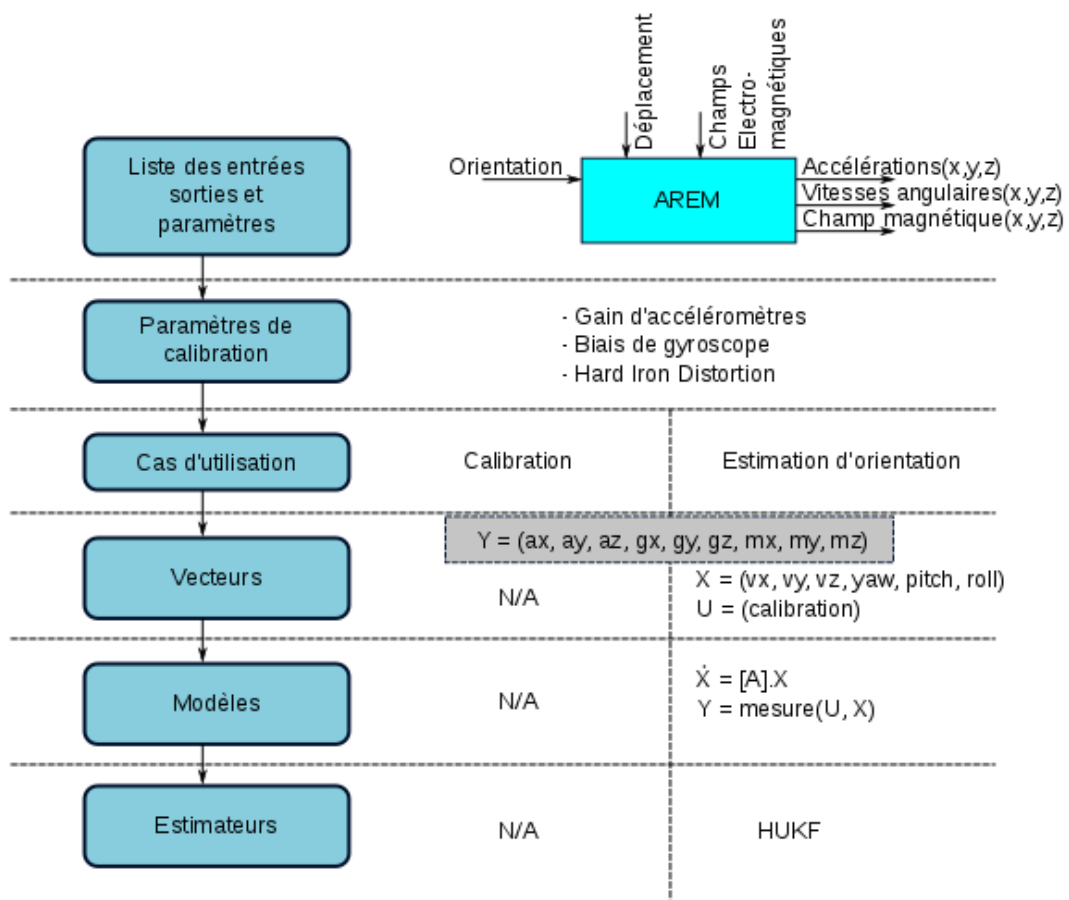 Déplacement
Champs
Electro-
magnétiques
Liste des entrées
sorties et
paramètres
Orientation
AREM
Accélérations(x,y,z)
Vitesses angulaires(x,y,z)
Champ magnétique(x,y,z)
Paramètres de
calibration
- Gain d'accéléromètres
- Biais de gyroscope
- Hard Iron Distortion
Cas d'utilisation
Calibration
Estimation d'orientation
Vecteurs
Y = (ax, ay, az, gx, gy, gz, mx, my, mz)
N/A
X = (vx, vy, vz, yaw, pitch, roll)
U = (calibration)
Modèles
N/A
Ẋ = [A].X
Y = mesure(U, X)
Estimateurs
N/A
HUKF